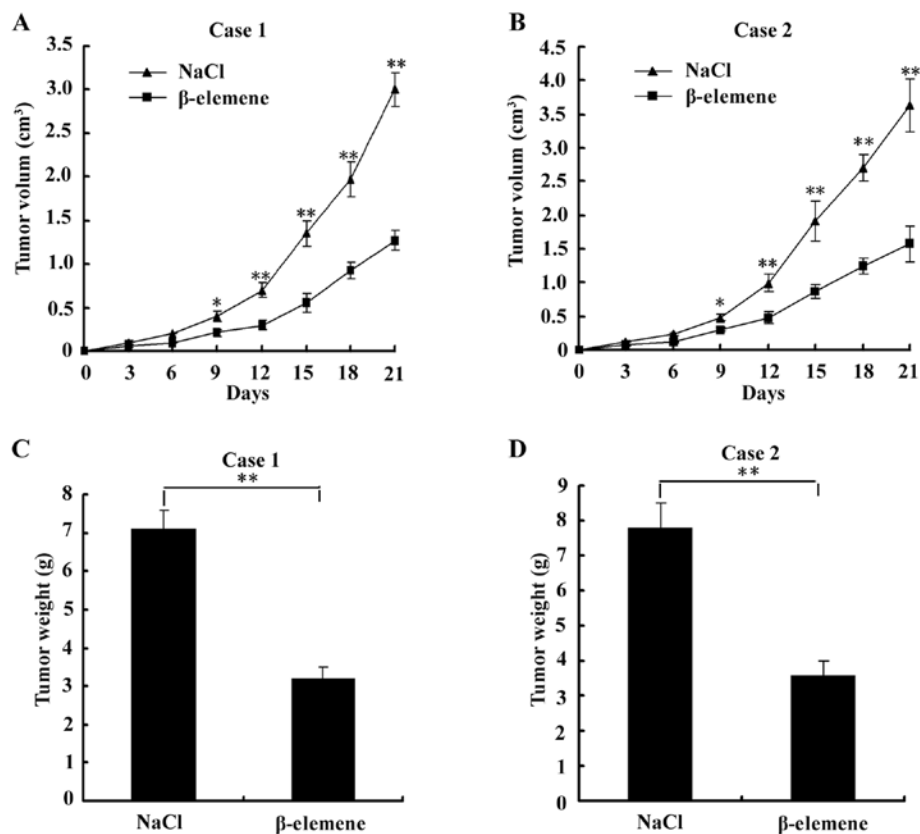 A
Case 1
NaCl
β-elemene
Tumor volum (cm³)
3.5
3.0
2.5
2.0
1.5
1.0
0.5
0
** 
**
**
**
*
0 3 6 9 12 15 18 21
Days
B
Case 2
NaCl
β-elemene
Tumor volum (cm³)
4.5
4.0
3.5
3.0
2.5
2.0
1.5
1.0
0.5
0
**
**
**
**
*
0 3 6 9 12 15 18 21
Days
C
Case 1
**
Tumor weight (g)
8
7
6
5
4
3
2
1
0
NaCl β-elemene
D
Case 2
**
Tumor weight (g)
9
8
7
6
5
4
3
2
1
0
NaCl β-elemene